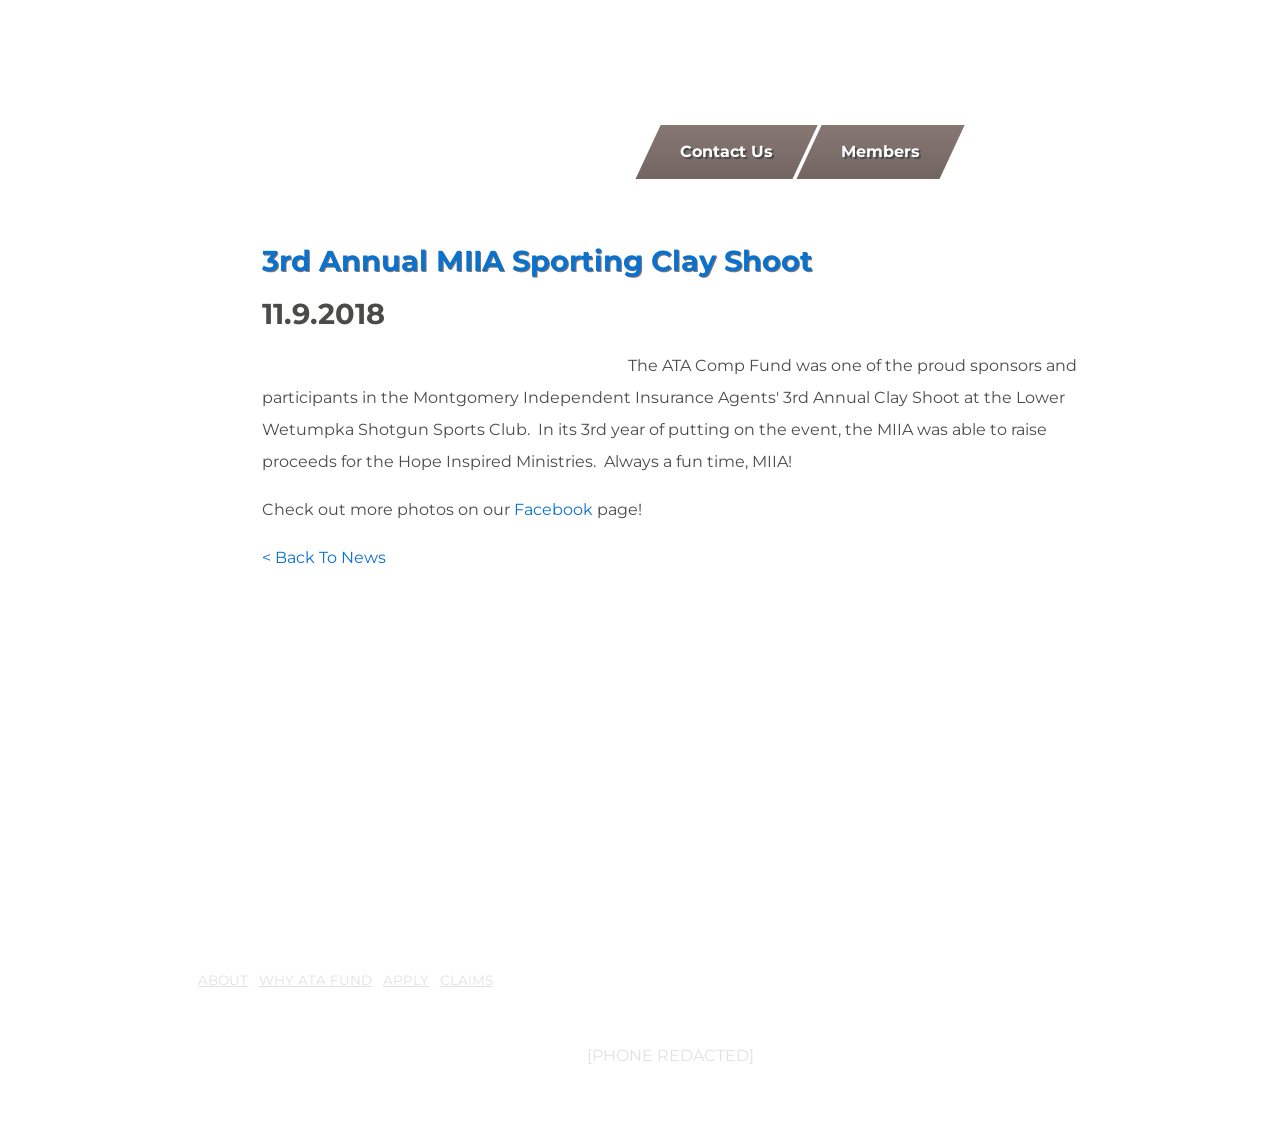 Contact Us
Members
3rd Annual MIIA Sporting Clay Shoot
11.9.2018
The ATA Comp Fund was one of the proud sponsors and
participants in the Montgomery Independent Insurance Agents' 3rd Annual Clay Shoot at the Lower
Wetumpka Shotgun Sports Club.  In its 3rd year of putting on the event, the MIIA was able to raise
proceeds for the Hope Inspired Ministries.  Always a fun time, MIIA!
Check out more photos on our Facebook page!
< Back To News
ABOUT WHY ATA FUND APPLY CLAIMS
[PHONE REDACTED]